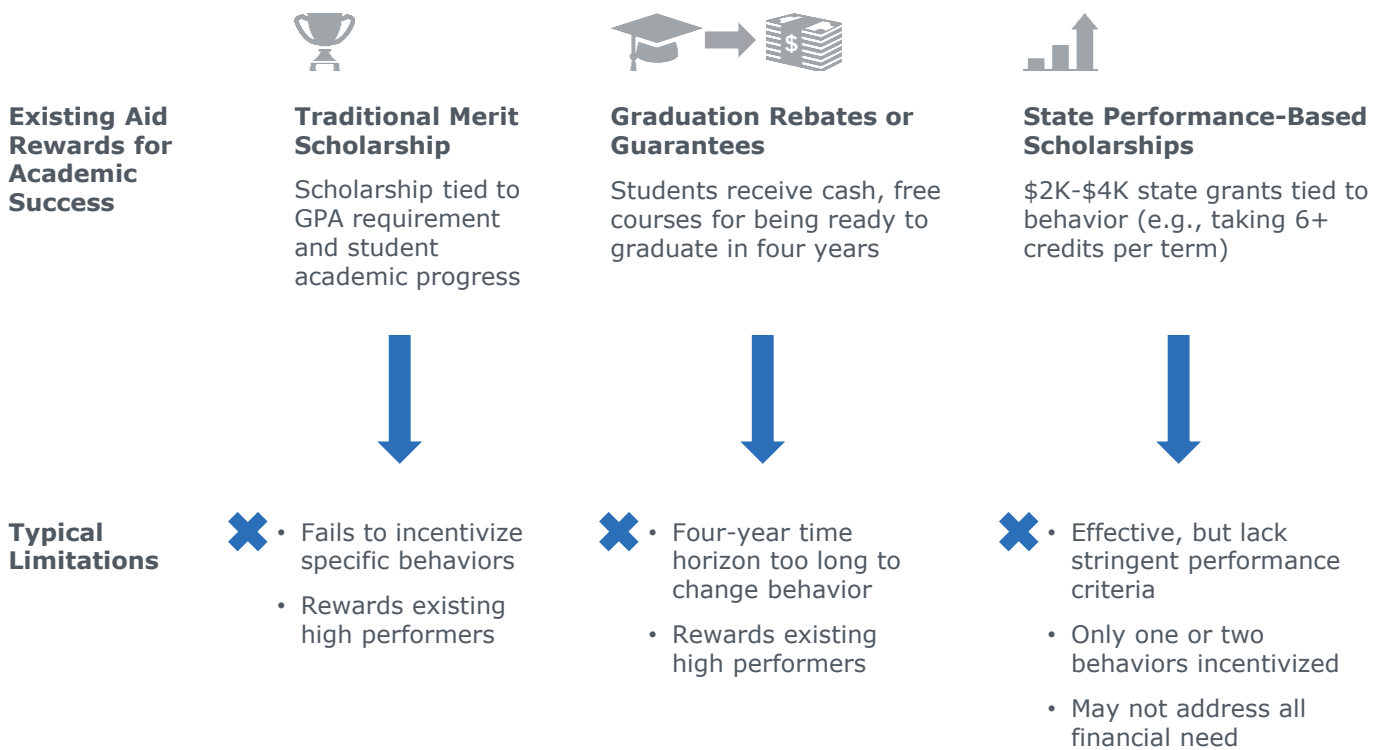 $
Existing Aid
Rewards for
Academic
Success
Traditional Merit
Scholarship
Scholarship tied to
GPA requirement
and student
academic progress
Graduation Rebates or
Guarantees
Students receive cash, free
courses for being ready to
graduate in four years
State Performance-Based
Scholarships
$2K-$4K state grants tied to
behavior (e.g., taking 6+
credits per term)
Typical
Limitations
• Fails to incentivize
specific behaviors
• Rewards existing
high performers
• Four-year time
horizon too long to
change behavior
• Rewards existing
high performers
• Effective, but lack
stringent performance
criteria
• Only one or two
behaviors incentivized
• May not address all
financial need